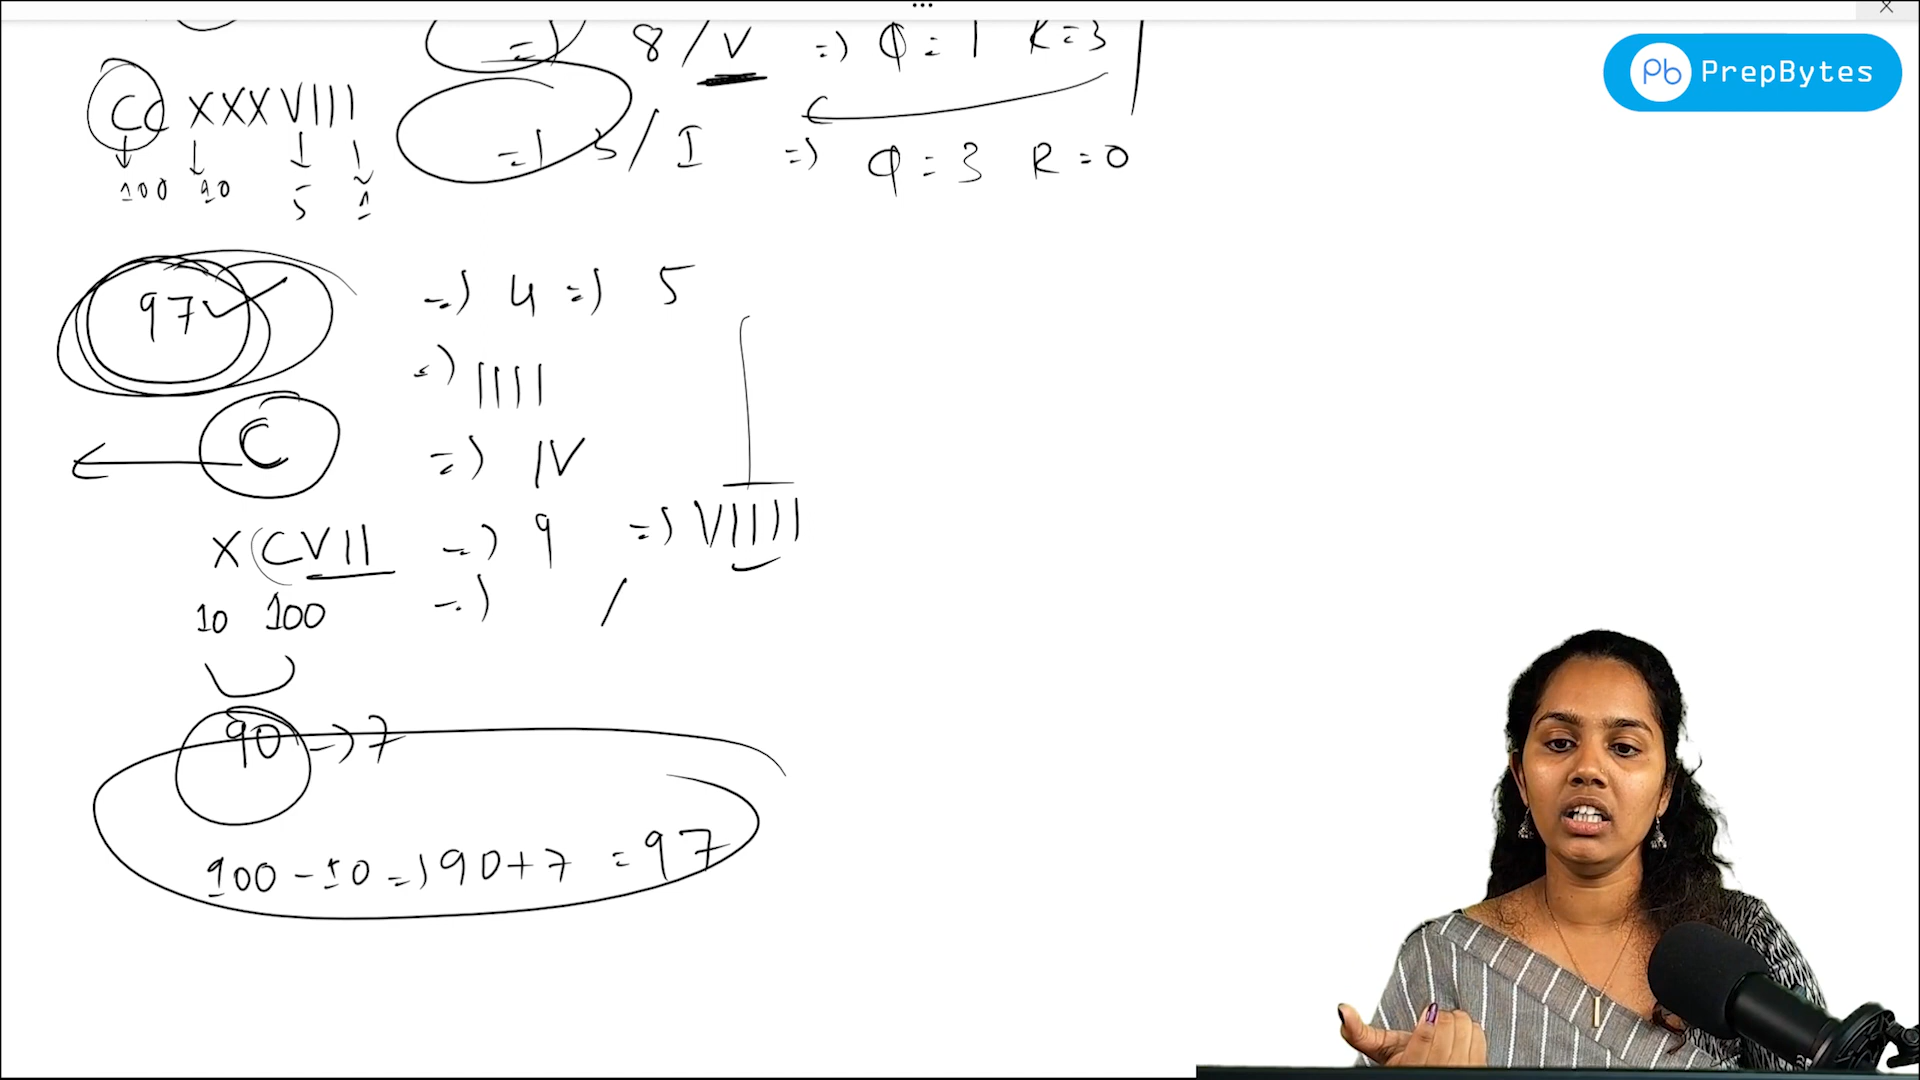 =) 8 / V =) Q = 1 R = 3
CC XXXVIII
100 10 5 1
=) 3 / I =) Q = 3 R = 0
97 =) 4 =) 5
=) IIII
C =) IV
XCVII =) 9 =) VIIII
10 100 =) /
90 =) 7
100 - 10 =) 90 + 7 = 97
Pb PrepBytes